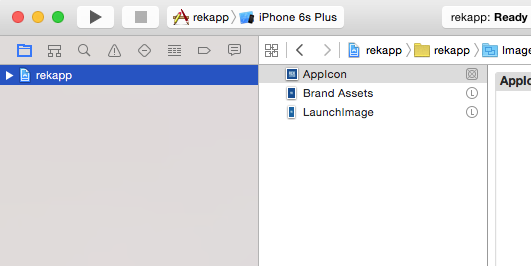 rekapp iPhone 6s Plus rekapp: Ready
rekapp rekapp Image
rekapp
AppIcon AppIc
Brand Assets L
LaunchImage L